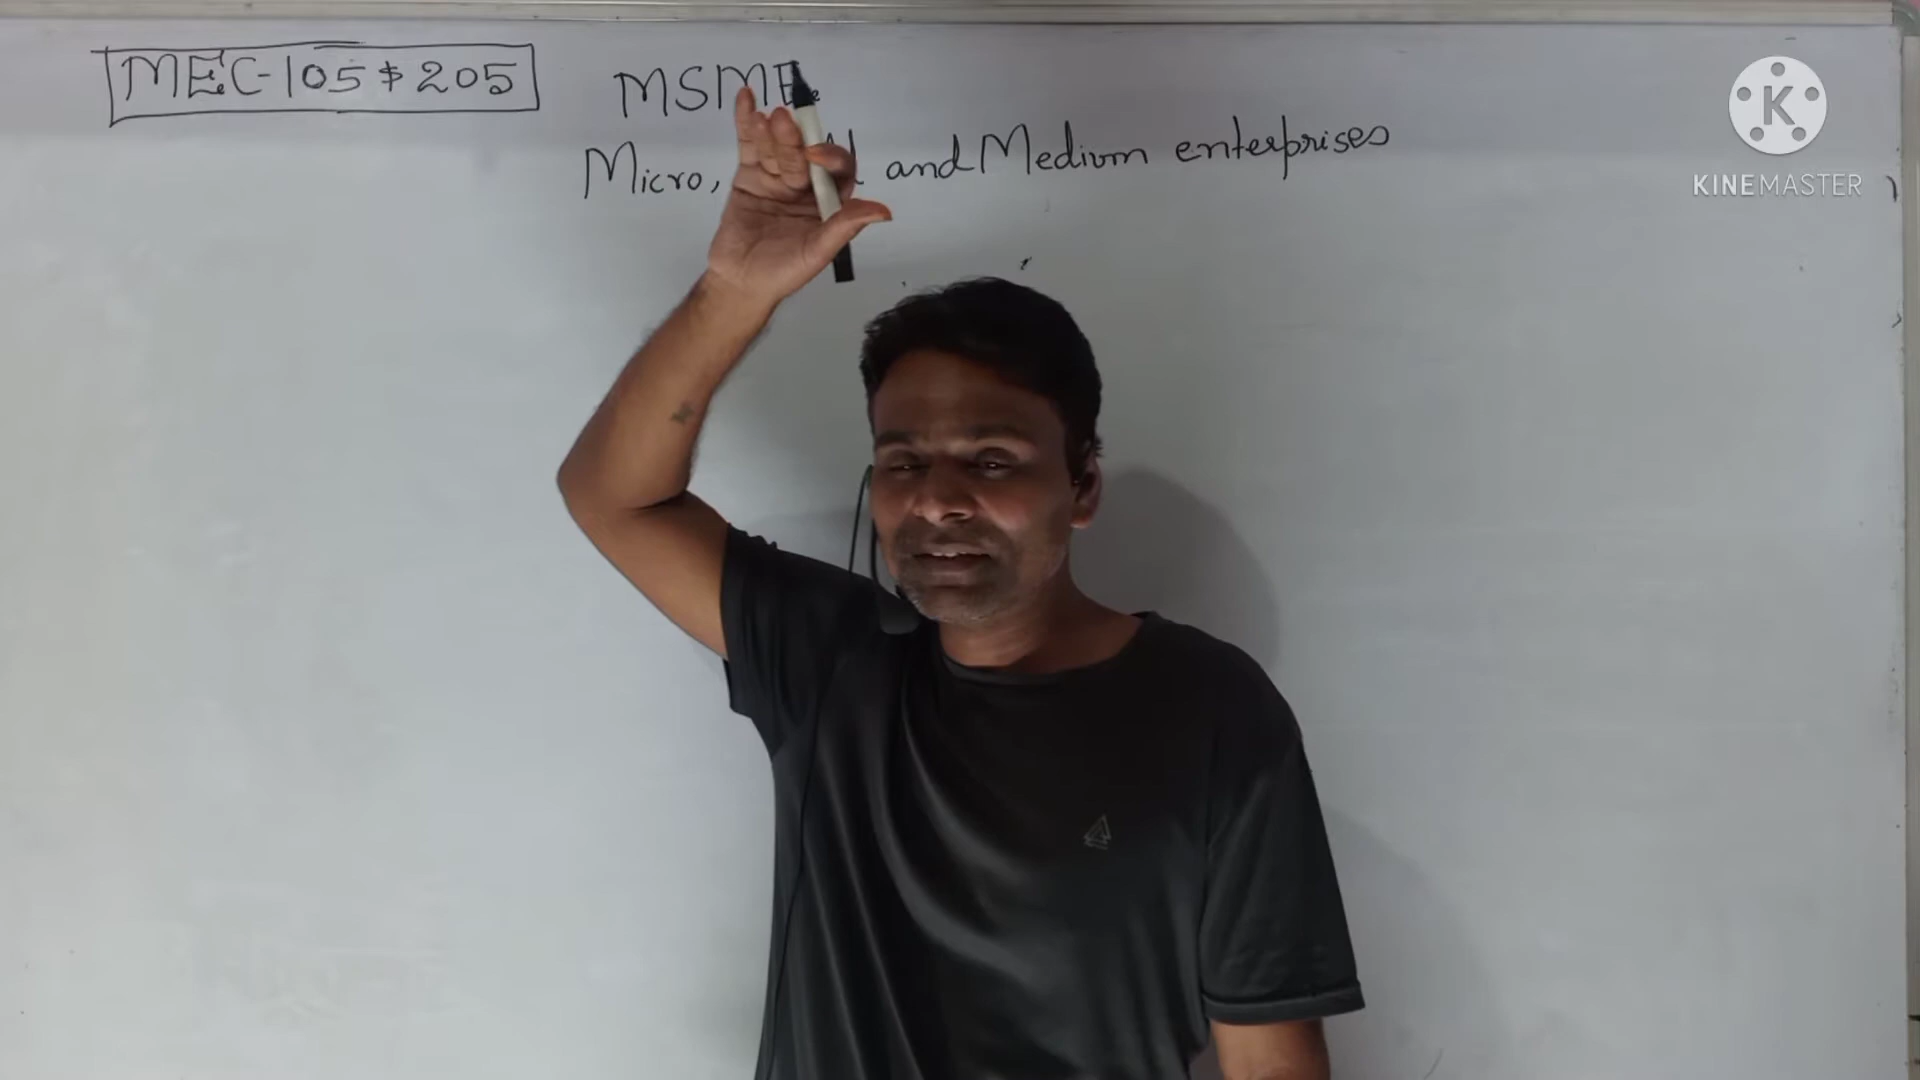 MEC-105 & 205
MSME
Micro, and Medium enterprises
K
KINEMASTER